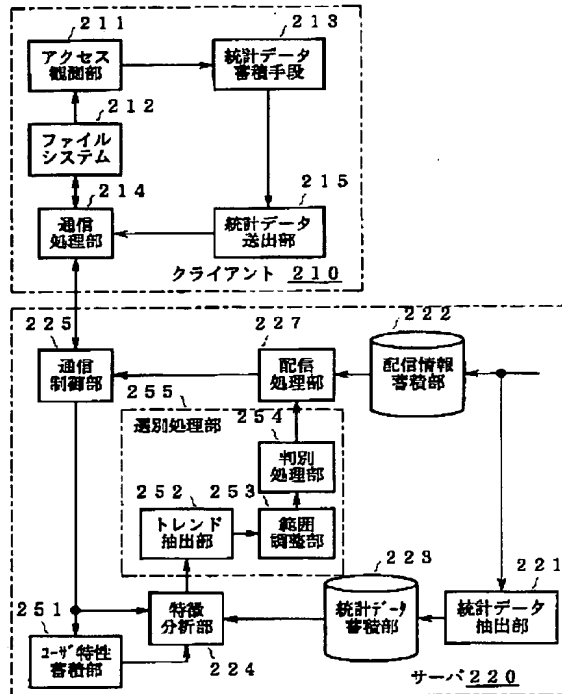 211
アクセス
観測部
213
統計データ
蓄積手段
212
ファイル
システム
214
通信
処理部
215
統計データ
送出部
クライアント 210
225
通信
制御部
227
配信
処理部
222
配信情報
蓄積部
255
選別処理部
254
判別
処理部
252
トレンド
抽出部
253
範囲
調整部
223
統計データ
蓄積部
221
統計データ
抽出部
251
ユーザ特性
蓄積部
特徴
分析部
224
サーバ 220